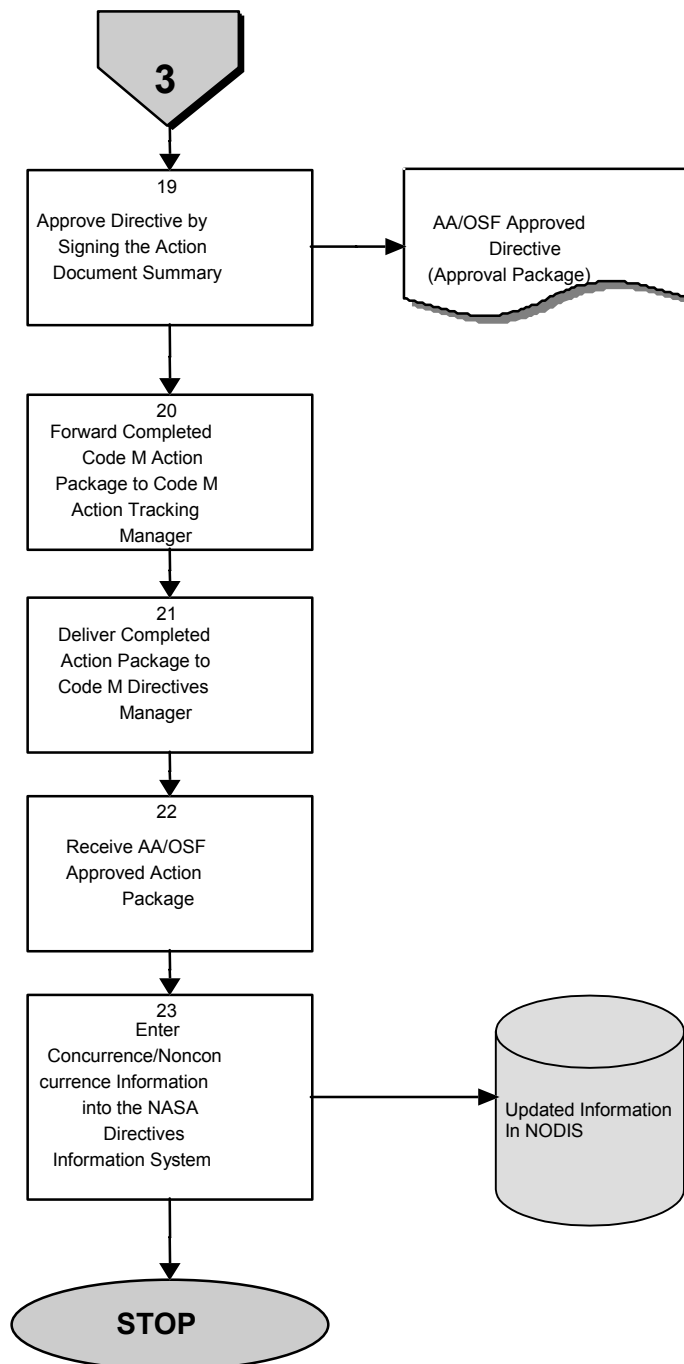 3
19
Approve Directive by
Signing the Action
Document Summary
AA/OSF Approved
Directive
(Approval Package)
20
Forward Completed
Code M Action
Package to Code M
Action Tracking
Manager
21
Deliver Completed
Action Package to
Code M Directives
Manager
22
Receive AA/OSF
Approved Action
Package
23
Enter
Concurrence/Noncon
currence Information
into the NASA
Directives
Information System
Updated Information
In NODIS
STOP